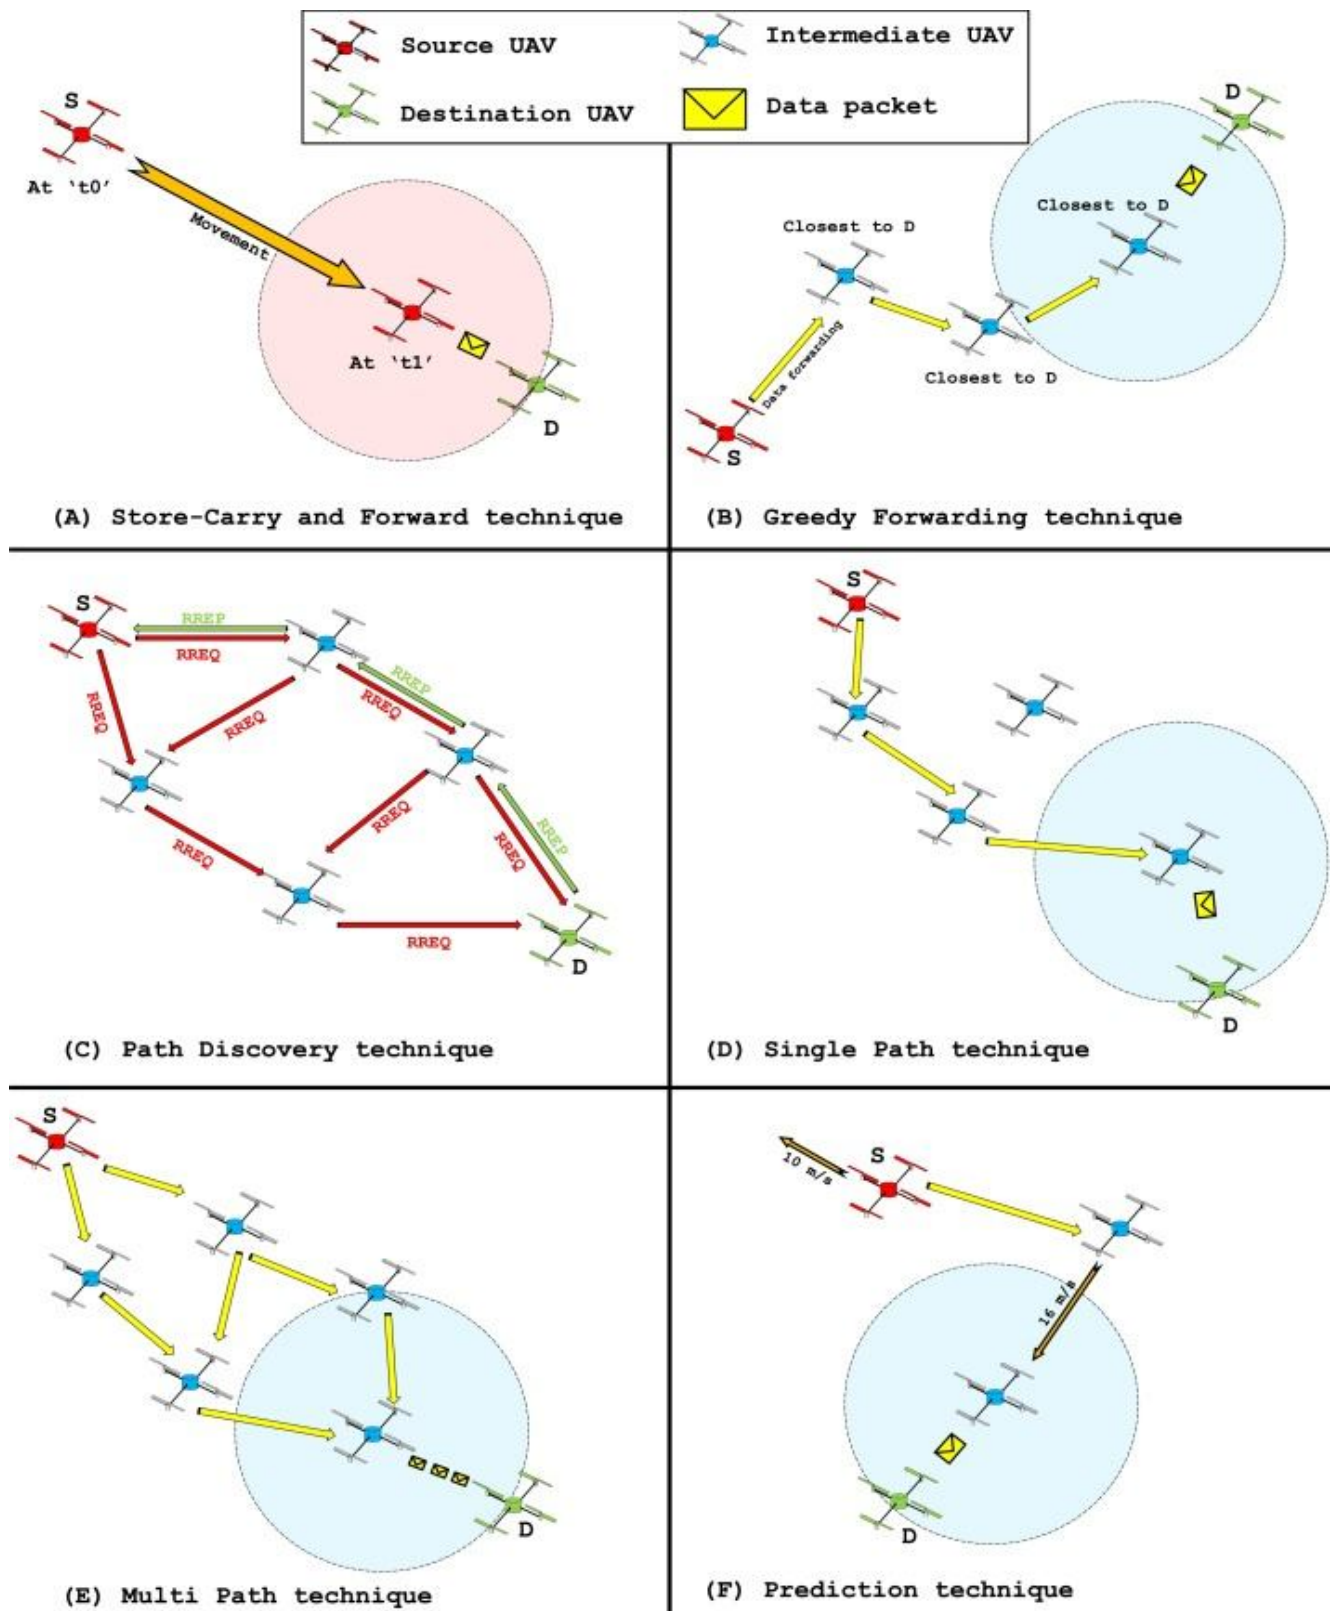 Source UAV
Intermediate UAV
Destination UAV
Data packet
S
At ‘t0’
Movement
At ‘t1’
D
(A) Store-Carry and Forward technique
D
Closest to D
Closest to D
Closest to D
Data forwarding
S
(B) Greedy Forwarding technique
S
RREP
RREQ
RREP
RREQ
RREQ
RREQ
RREQ
RREP
RREQ
RREQ
RREQ
D
(C) Path Discovery technique
S
D
(D) Single Path technique
S
D
(E) Multi Path technique
10 m/s
S
16 m/s
D
(F) Prediction technique